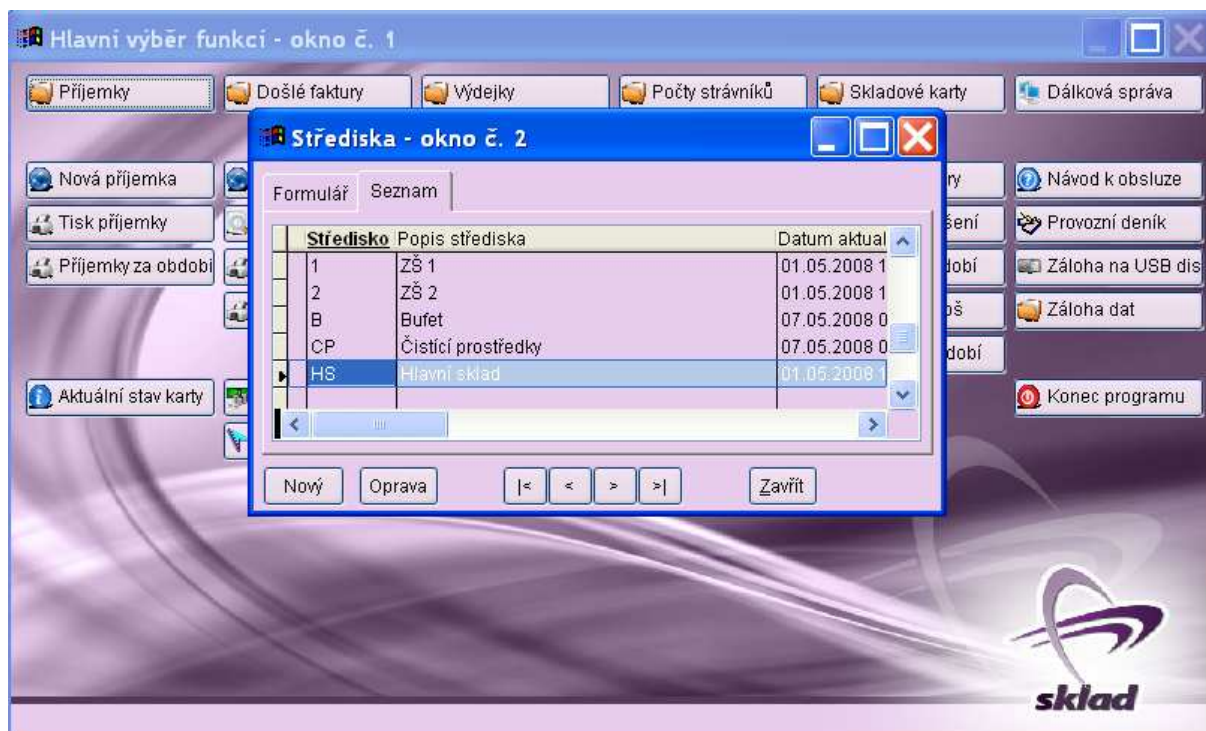 Hlavní výběr funkcí - okno č. 1
Příjemky Došlé faktury Výdejky Počty strávníků Skladové karty Dálková správa
Střediska - okno č. 2
Nová příjemka Návod k obsluze
Formulář Seznam
Tisk příjemky Provozní deník
Středisko Popis střediska Datum aktual
Příjemky za období Záloha na USB dis
1 ZŠ 1 01.05.2008 1
2 ZŠ 2 01.05.2008 1
B Bufet 07.05.2008 0
Záloha dat
CP Čistící prostředky 07.05.2008 0
HS Hlavní sklad 01.05.2008 1
Aktuální stav karty Konec programu
Nový Oprava |< < > >| Zavřít
sklad